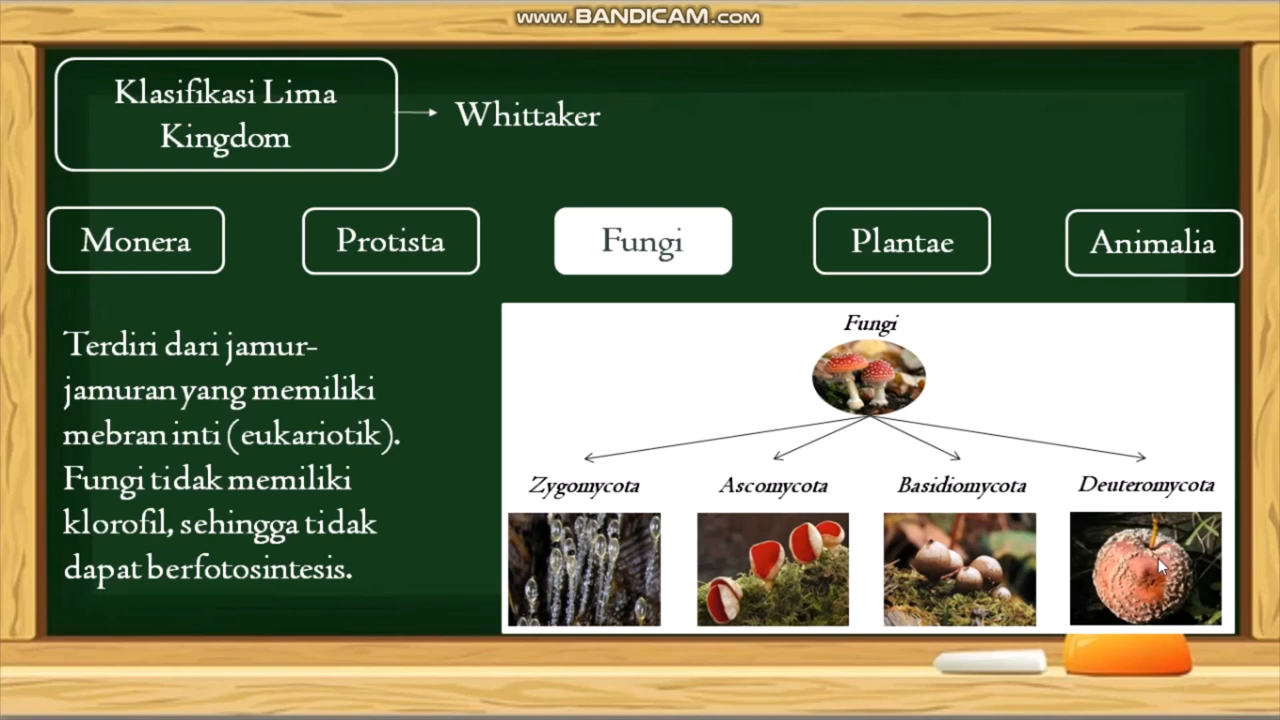 www.BANDICAM.com
Klasifikasi Lima
Kingdom
Whittaker
Monera
Protista
Fungi
Plantae
Animalia
Terdiri dari jamur-
jamuran yang memiliki
mebran inti (eukariotik).
Fungi tidak memiliki
klorofil, sehingga tidak
dapat berfotosintesis.
Fungi
Zygomycota
Ascomycota
Basidiomycota
Deuteromycota